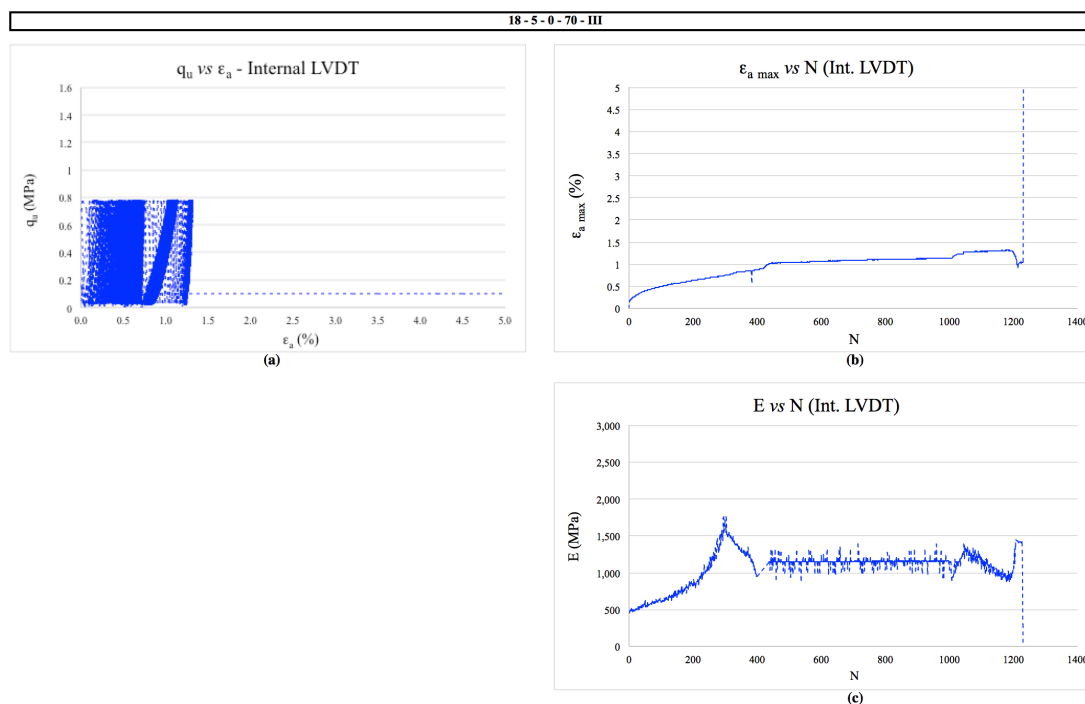 18 - 5 - 0 - 70 - III
qu vs εa - Internal LVDT
1.6
1.4
1.2
1
0.8
0.6
0.4
0.2
0
qu (MPa)
0.0 0.5 1.0 1.5 2.0 2.5 3.0 3.5 4.0 4.5 5.0
εa (%)
(a)
εa max vs N (Int. LVDT)
5
4.5
4
3.5
3
2.5
2
1.5
1
0.5
0
εa max (%)
0 200 400 600 800 1000 1200 1400
N
(b)
E vs N (Int. LVDT)
3,000
2,500
2,000
1,500
1,000
500
0
E (MPa)
0 200 400 600 800 1000 1200 1400
N
(c)